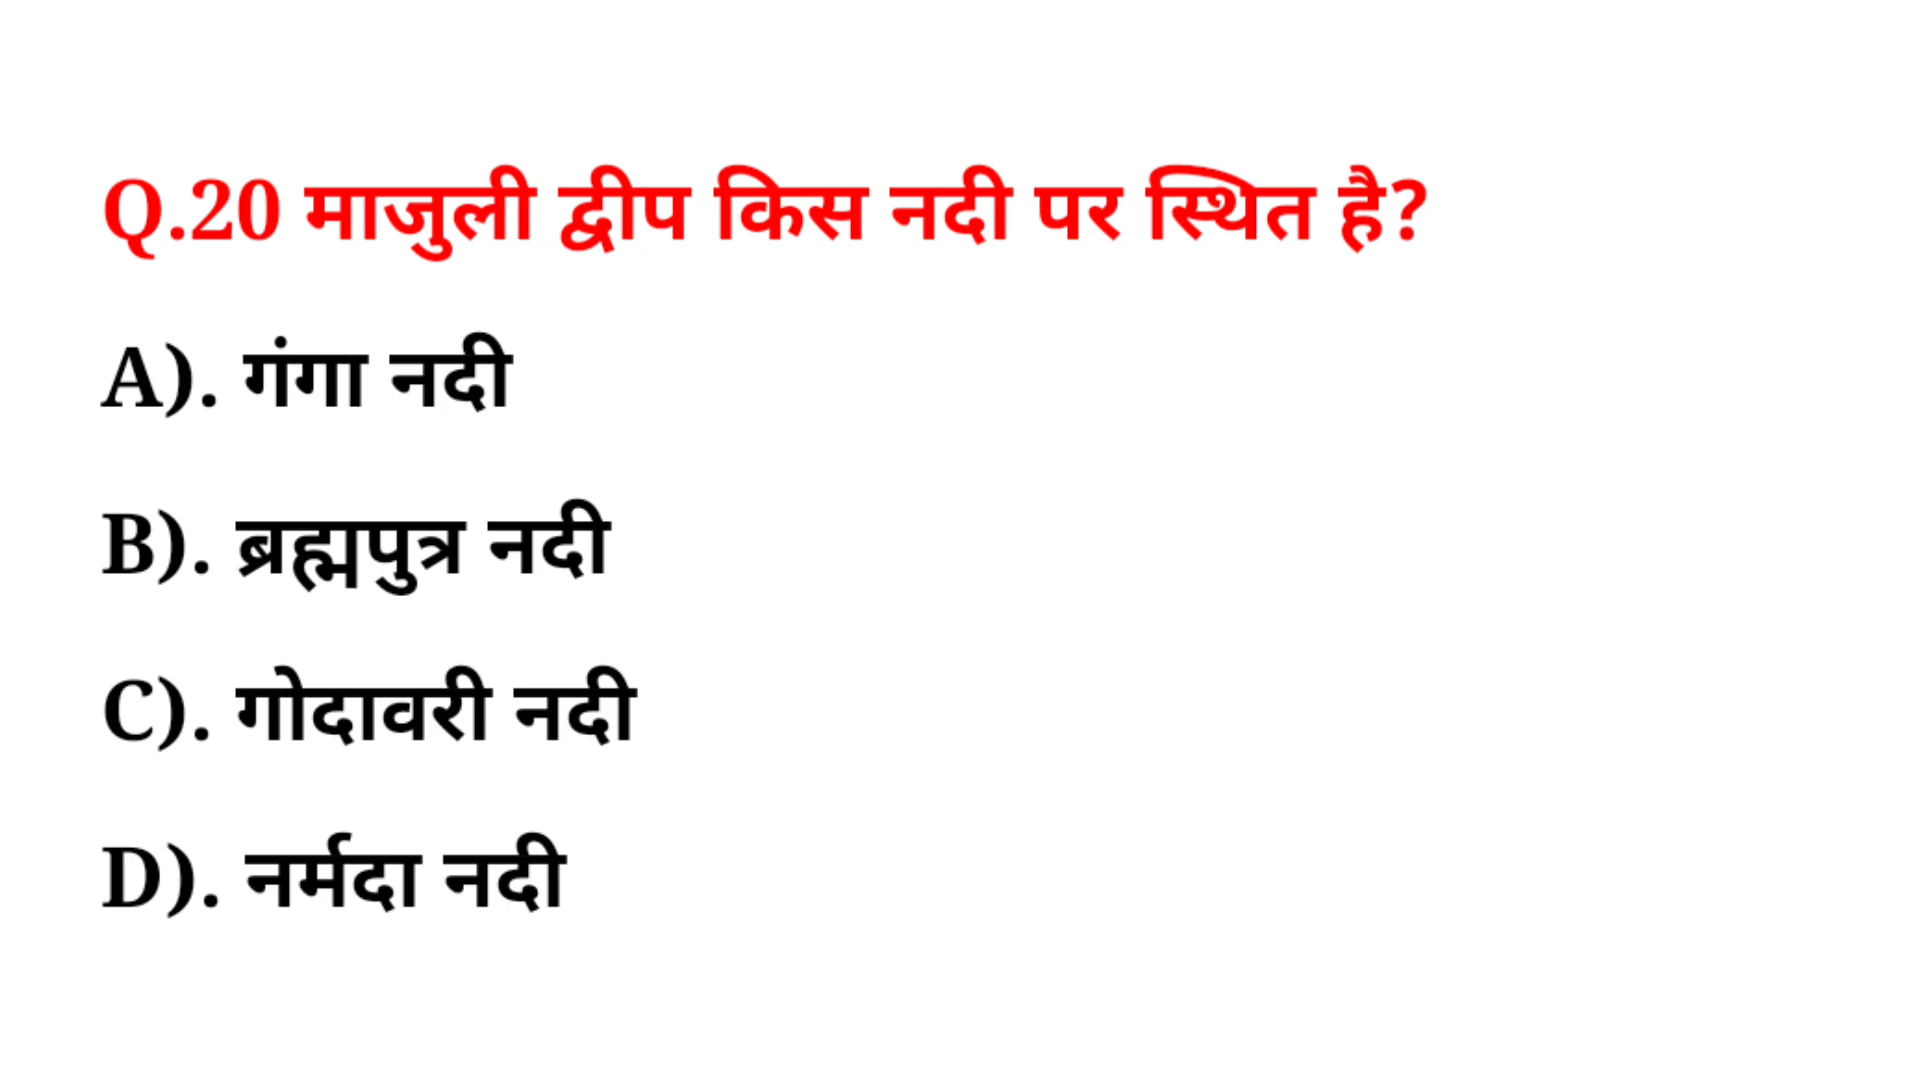 Q.20 माजुली द्वीप किस नदी पर स्थित है?
A). गंगा नदी
B). ब्रह्मपुत्र नदी
C). गोदावरी नदी
D). नर्मदा नदी